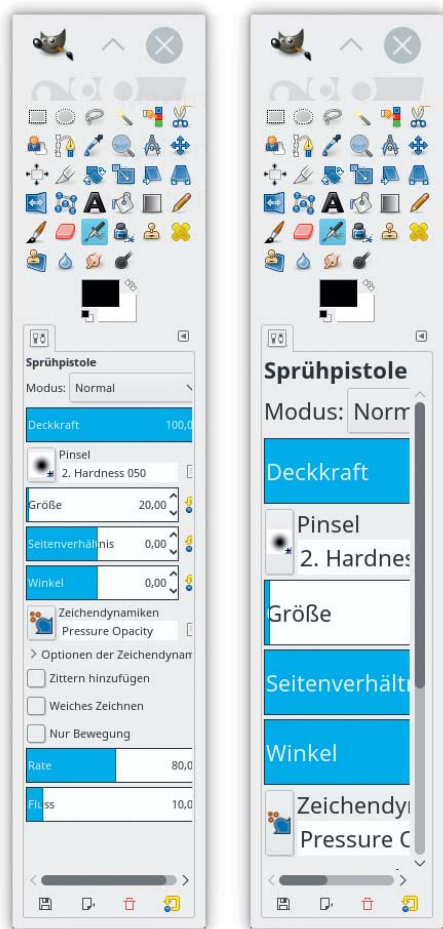 Sprühpistole
Modus: Normal
Deckkraft 100,0
Pinsel
2. Hardness 050
Größe 20,00
Seitenverhältnis 0,00
Winkel 0,00
Zeichendynamiken
Pressure Opacity
Optionen der Zeichendynam
Zittern hinzufügen
Weiches Zeichnen
Nur Bewegung
Rate 80,0
Fluss 10,0
Sprühpistole
Modus: Norm
Deckkraft
Pinsel
2. Hardnes
Größe
Seitenverhältn
Winkel
Zeichendy
Pressure O